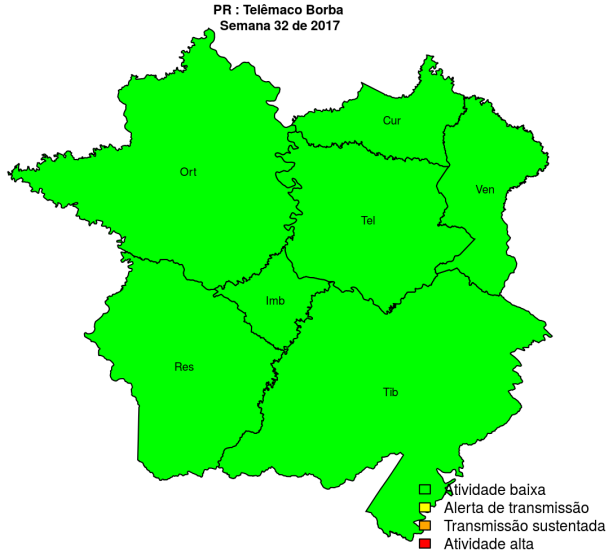 PR : Telêmaco Borba
Semana 32 de 2017
Cur
Ort
Ven
Tel
Imb
Res
Tib
Atividade baixa
Alerta de transmissão
Transmissão sustentada
Atividade alta